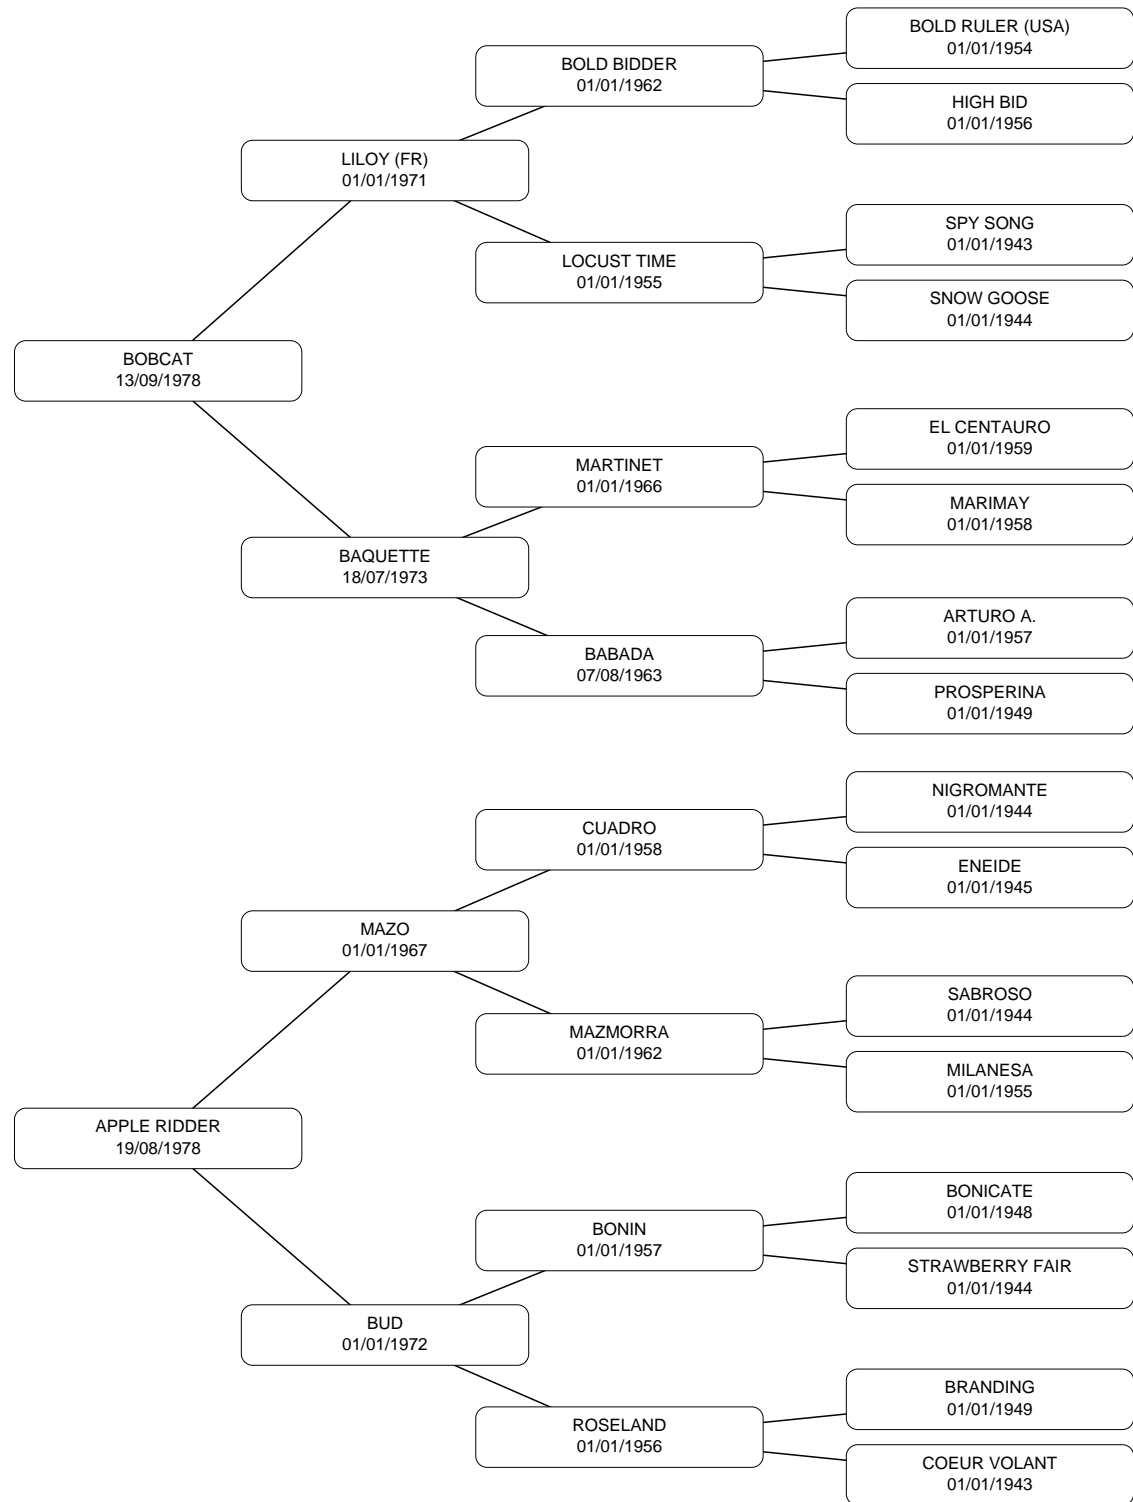 BOLD RULER (USA)
01/01/1954
BOLD BIDDER
01/01/1962
HIGH BID
01/01/1956
LILOY (FR)
01/01/1971
SPY SONG
01/01/1943
LOCUST TIME
01/01/1955
SNOW GOOSE
01/01/1944
BOBCAT
13/09/1978
EL CENTAURO
01/01/1959
MARTINET
01/01/1966
MARIMAY
01/01/1958
BAQUETTE
18/07/1973
ARTURO A.
01/01/1957
BABADA
07/08/1963
PROSPERINA
01/01/1949
NIGROMANTE
01/01/1944
CUADRO
01/01/1958
ENEIDE
01/01/1945
MAZO
01/01/1967
SABROSO
01/01/1944
MAZMORRA
01/01/1962
MILANESA
01/01/1955
APPLE RIDDER
19/08/1978
BONICATE
01/01/1948
BONIN
01/01/1957
STRAWBERRY FAIR
01/01/1944
BUD
01/01/1972
BRANDING
01/01/1949
ROSELAND
01/01/1956
COEUR VOLANT
01/01/1943